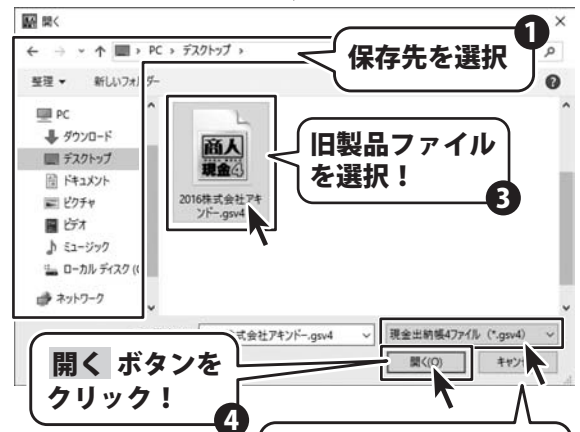 開く
1
PC › デスクトップ ›
保存先を選択
整理
新しいフォルダー
PC
ダウンロード
デスクトップ
ドキュメント
ピクチャ
ビデオ
ミュージック
ローカル ディスク (C
ネットワーク
商人
現金4
2016株式会社アキ
ンドー.gsv4
旧製品ファイル
を選択！
3
式会社アキンドー.gsv4
現金出納帳4ファイル (*.gsv4)
開く(O)
キャン
開く ボタンを
クリック！
4